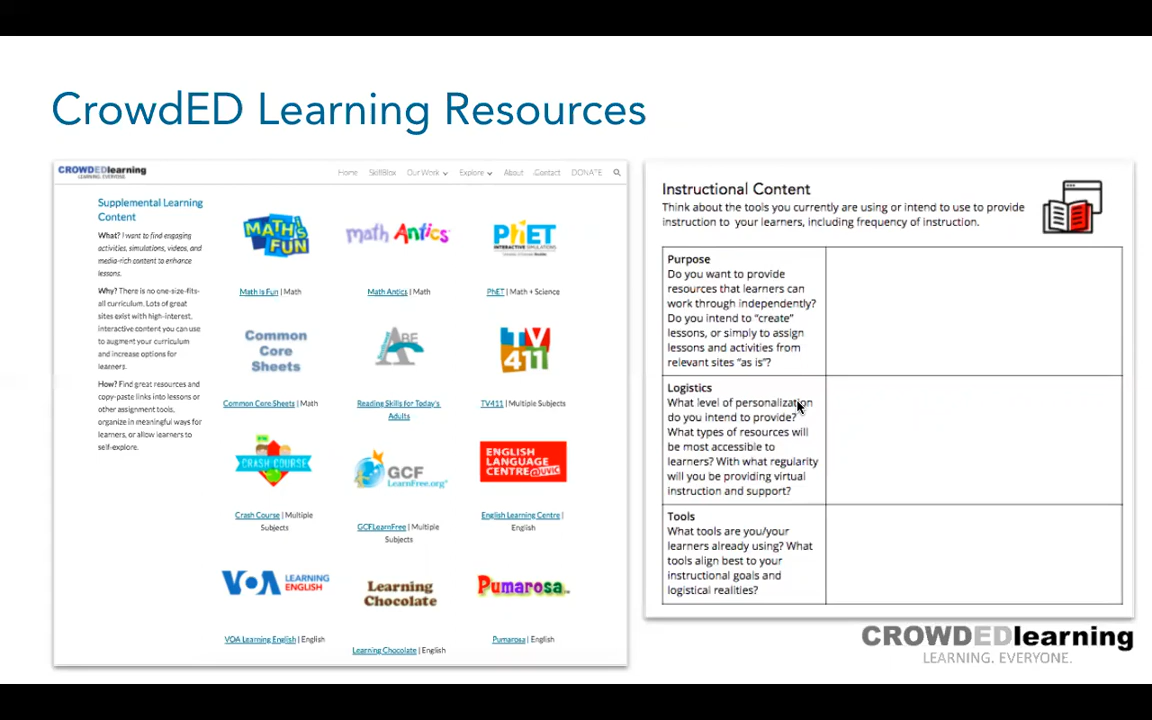 CrowdED Learning Resources
CROWDEDlearning
LEARNING. EVERYONE.
Home SkillBlox Our Work Explore About Contact DONATE
Supplemental Learning
Content
What? I want to find engaging
activities, simulations, videos, and
media-rich content to enhance
lessons.
Why? There is no one-size-fits-
all curriculum. Lots of great
sites exist with high-interest,
interactive content you can use
to augment your curriculum
and increase options for
learners.
How? Find great resources and
copy-paste links into lessons or
other assignment tools,
organize in meaningful ways for
learners, or allow learners to
self-explore.
MATH IS FUN
math Antics
PhET
INTERACTIVE SIMULATIONS
Math Is Fun | Math
Math Antics | Math
PhET | Math + Science
Common
Core
Sheets
TV
411
Common Core Sheets | Math
Reading Skills for Today's
Adults
TV411 | Multiple Subjects
CRASH COURSE
GCF
LearnFree.org
ENGLISH
LANGUAGE
CENTRE UVIC
Crash Course | Multiple
Subjects
GCFLearnFree | Multiple
Subjects
English Learning Centre |
English
VOA LEARNING
ENGLISH
Learning
Chocolate
Pumarosa
VOA Learning English | English
Learning Chocolate | English
Pumarosa | English
Instructional Content
Think about the tools you currently are using or intend to use to provide
instruction to your learners, including frequency of instruction.
Purpose
Do you want to provide
resources that learners can
work through independently?
Do you intend to "create"
lessons, or simply to assign
lessons and activities from
relevant sites "as is"?
Logistics
What level of personalization
do you intend to provide?
What types of resources will
be most accessible to
learners? With what regularity
will you be providing virtual
instruction and support?
Tools
What tools are you/your
learners already using? What
tools align best to your
instructional goals and
logistical realities?
CROWDEDlearning
LEARNING. EVERYONE.